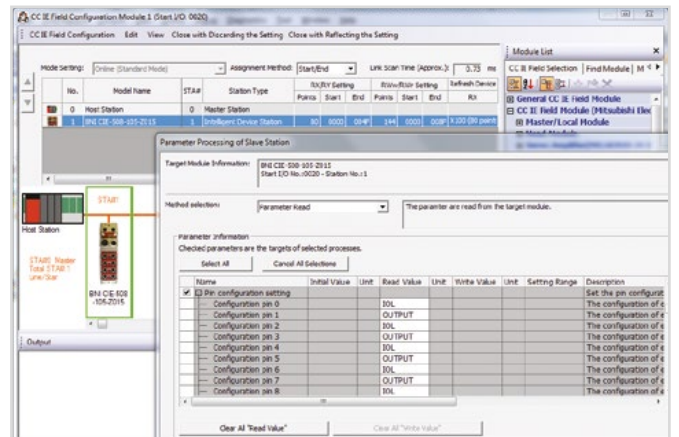 CC IE Field Configuration Module 1 (Start I/O: 0020)
CC IE Field Configuration Edit View Close with Discarding the Setting Close with Reflecting the Setting
Module List
Mode Setting: Online (Standard Mode) Assignment Method: Start/End Link Scan Time (Approx.): 0.73 ms
CC IE Field Selection Find Module M
No. Model Name STA# Station Type RX/RY Setting RWw/RWr Setting Refresh Device
Points Start End Points Start End RX
0 Host Station 0 Master Station
1 BNI CIE-508-105-Z015 1 Intelligent Device Station 80 0000 004F 144 0000 008F X100 (80 point
General CC IE Field Module
CC IE Field Module (Mitsubishi Elec
Master/Local Module
Head Module
Parameter Processing of Slave Station
Target Module Information: BNI CIE-508-105-Z015
Start I/O No.:0020 - Station No.:1
Method selection: Parameter Read The paramter are read from the target module.
Parameter Information
Checked parameters are the targets of selected processes.
Select All Cancel All Selections
Name Initial Value Unit Read Value Unit Write Value Unit Setting Range Description
Pin configuration setting Set the pin configurat
Configuration pin 0 IOL The configuration of e
Configuration pin 1 OUTPUT The configuration of e
Configuration pin 2 IOL The configuration of e
Configuration pin 3 OUTPUT The configuration of e
Configuration pin 4 IOL The configuration of e
Configuration pin 5 OUTPUT The configuration of e
Configuration pin 6 IOL The configuration of e
Configuration pin 7 OUTPUT The configuration of e
Configuration pin 8 IOL The configuration of e
Clear All "Read Value" Clear All "Write Value"
STA#1
Host Station
STA#0 Master
Total STA#:1
Line/Star
BNI CIE-508
-105-Z015
Output